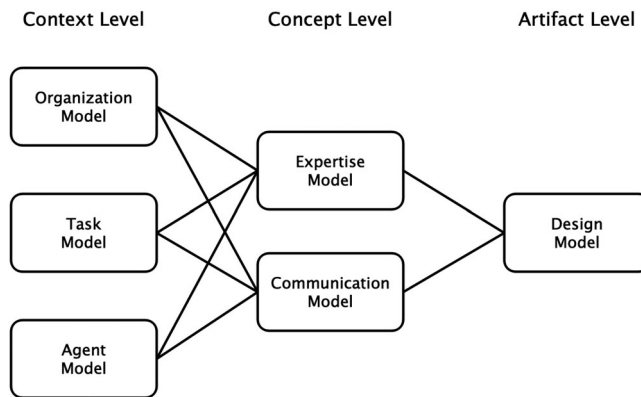 Context Level
Concept Level
Artifact Level
Organization
Model
Expertise
Model
Task
Model
Design
Model
Communication
Model
Agent
Model